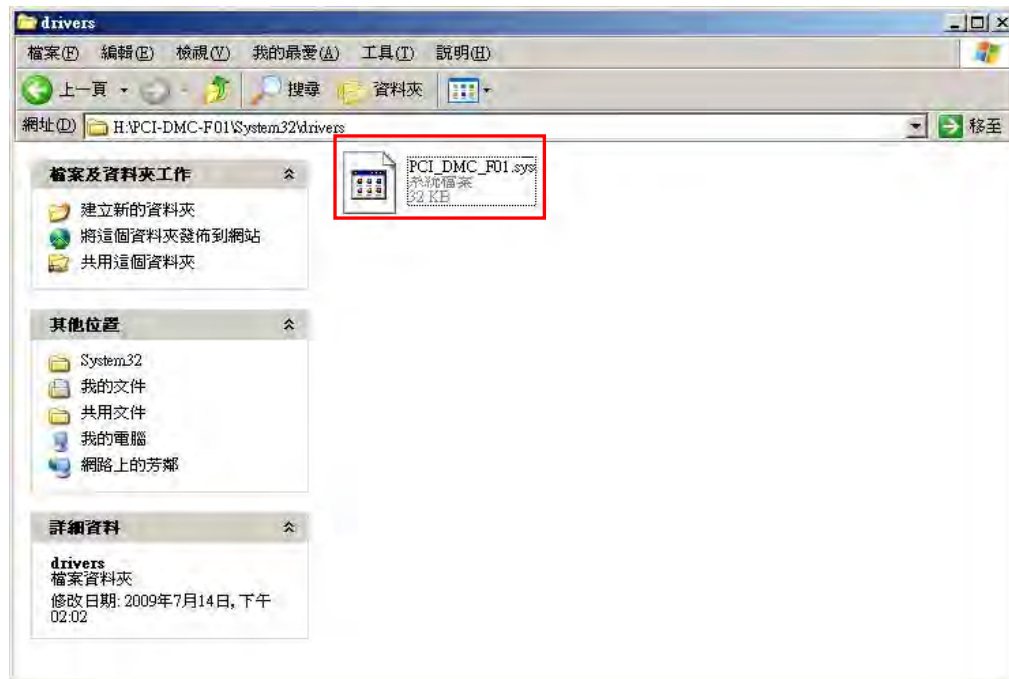 drivers
檔案(F) 編輯(E) 檢視(V) 我的最愛(A) 工具(T) 說明(H)
上一頁 搜尋 資料夾
網址(D) H:\PCI-DMC-F01\System32\drivers 移至
檔案及資料夾工作
建立新的資料夾
將這個資料夾發佈到網站
共用這個資料夾
其他位置
System32
我的文件
共用文件
我的電腦
網路上的芳鄰
詳細資料
drivers
檔案資料夾
修改日期: 2009年7月14日, 下午
02:02
PCI_DMC_F01.sys
系統檔案
32 KB